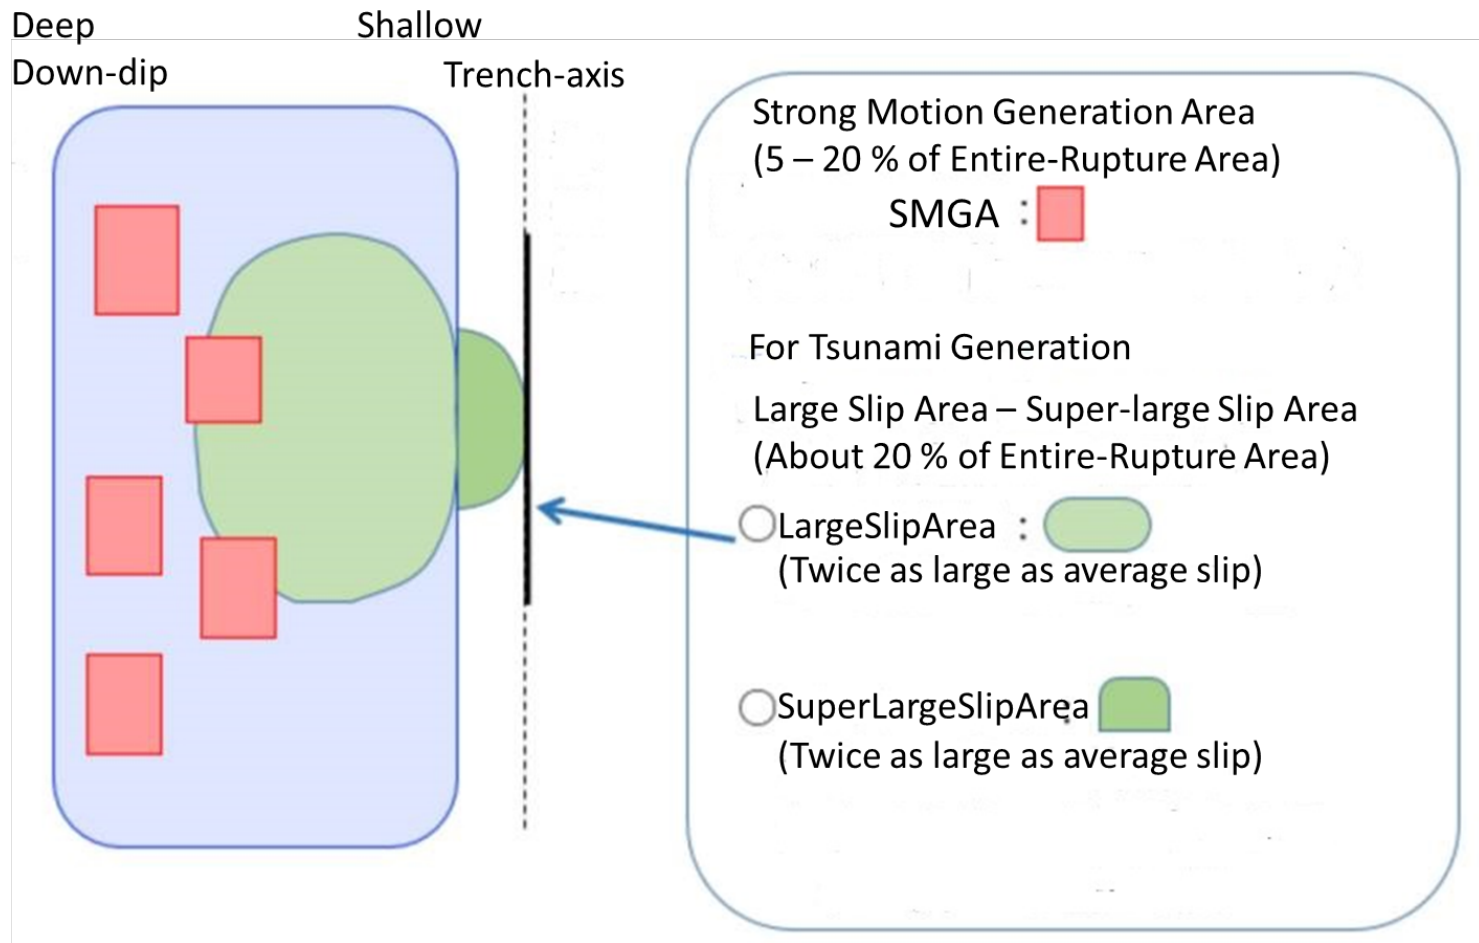 Deep
Shallow
Down-dip
Trench-axis
Strong Motion Generation Area
(5 – 20 % of Entire-Rupture Area)
SMGA :
For Tsunami Generation
Large Slip Area – Super-large Slip Area
(About 20 % of Entire-Rupture Area)
LargeSlipArea :
(Twice as large as average slip)
SuperLargeSlipArea
(Twice as large as average slip)